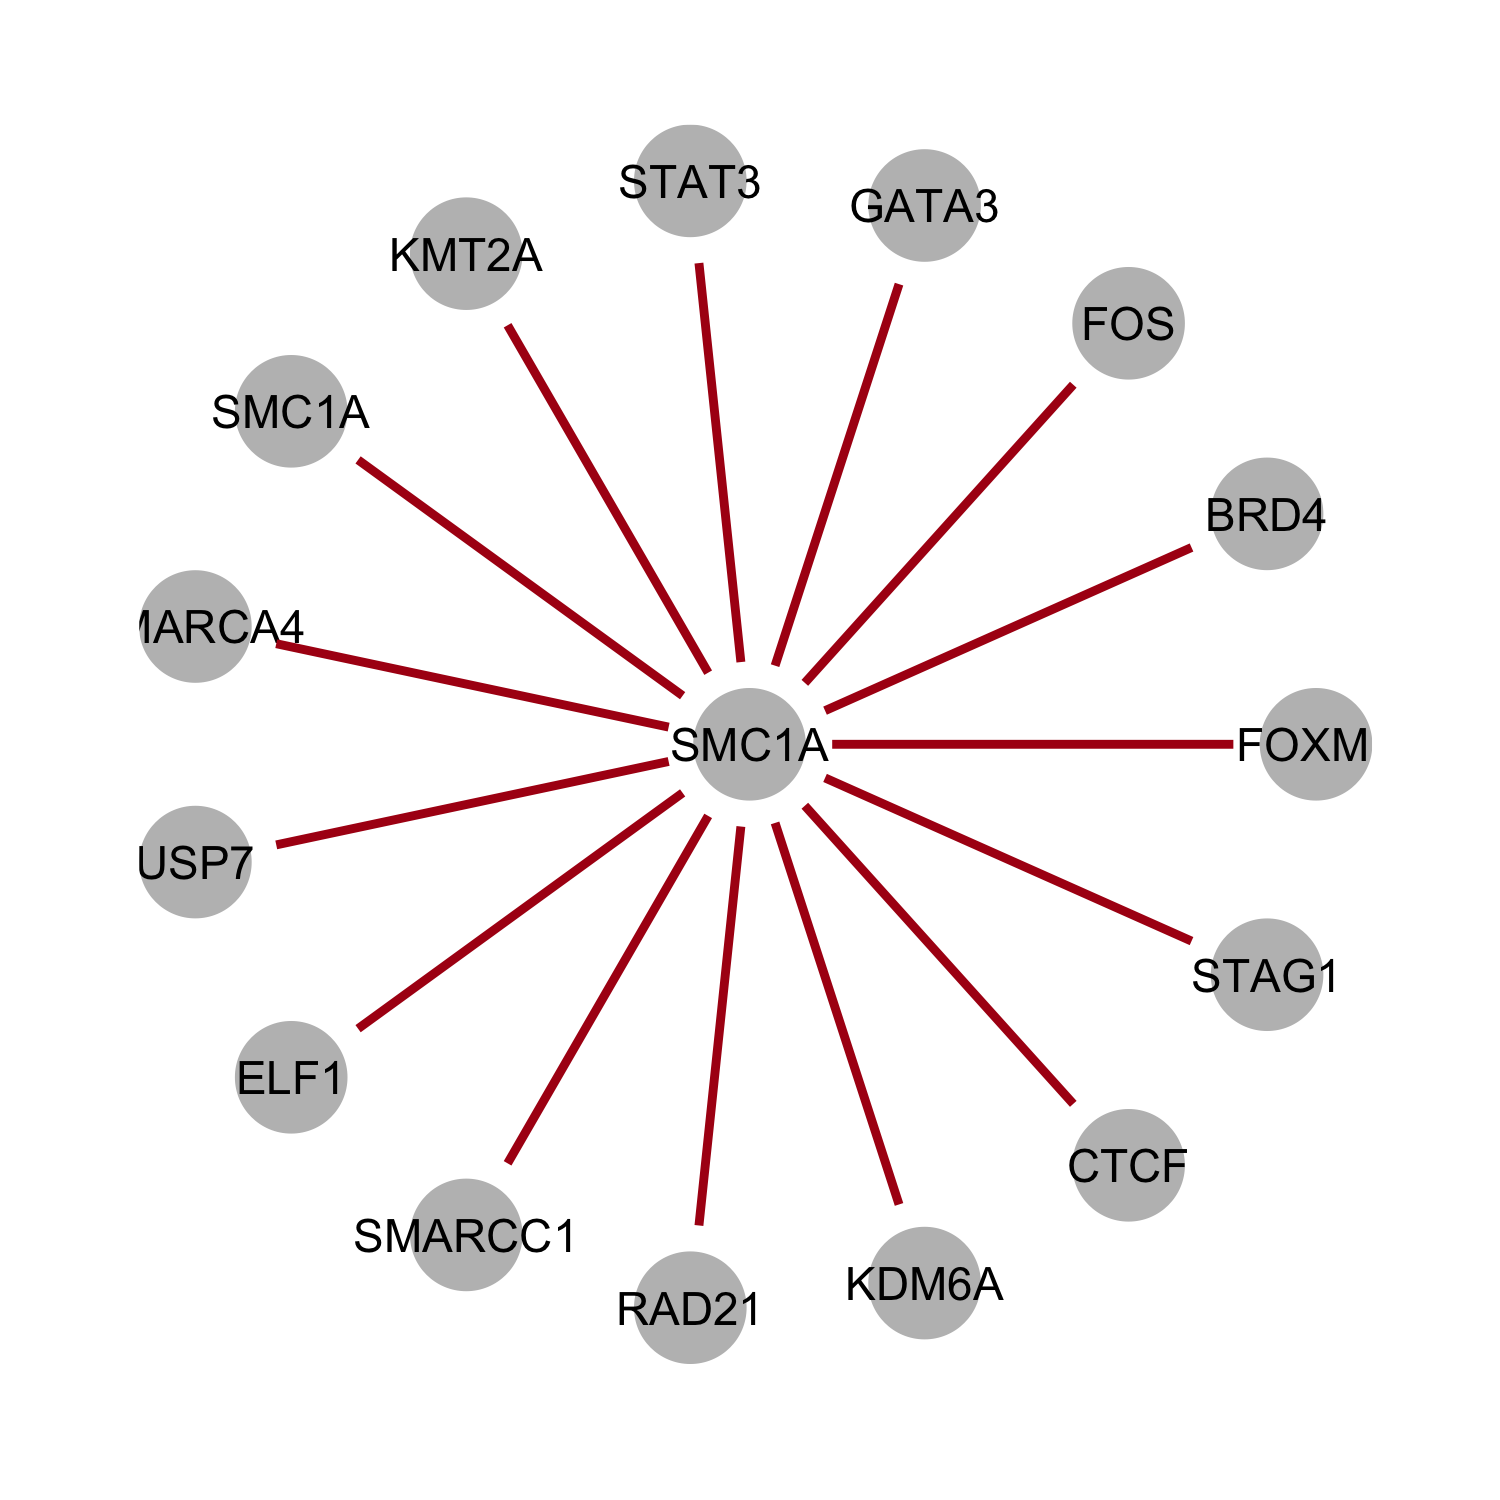 STAT3
GATA3
KMT2A
FOS
SMC1A
BRD4
MARCA4
SMC1A
FOXM
USP7
STAG1
ELF1
CTCF
SMARCC1
KDM6A
RAD21